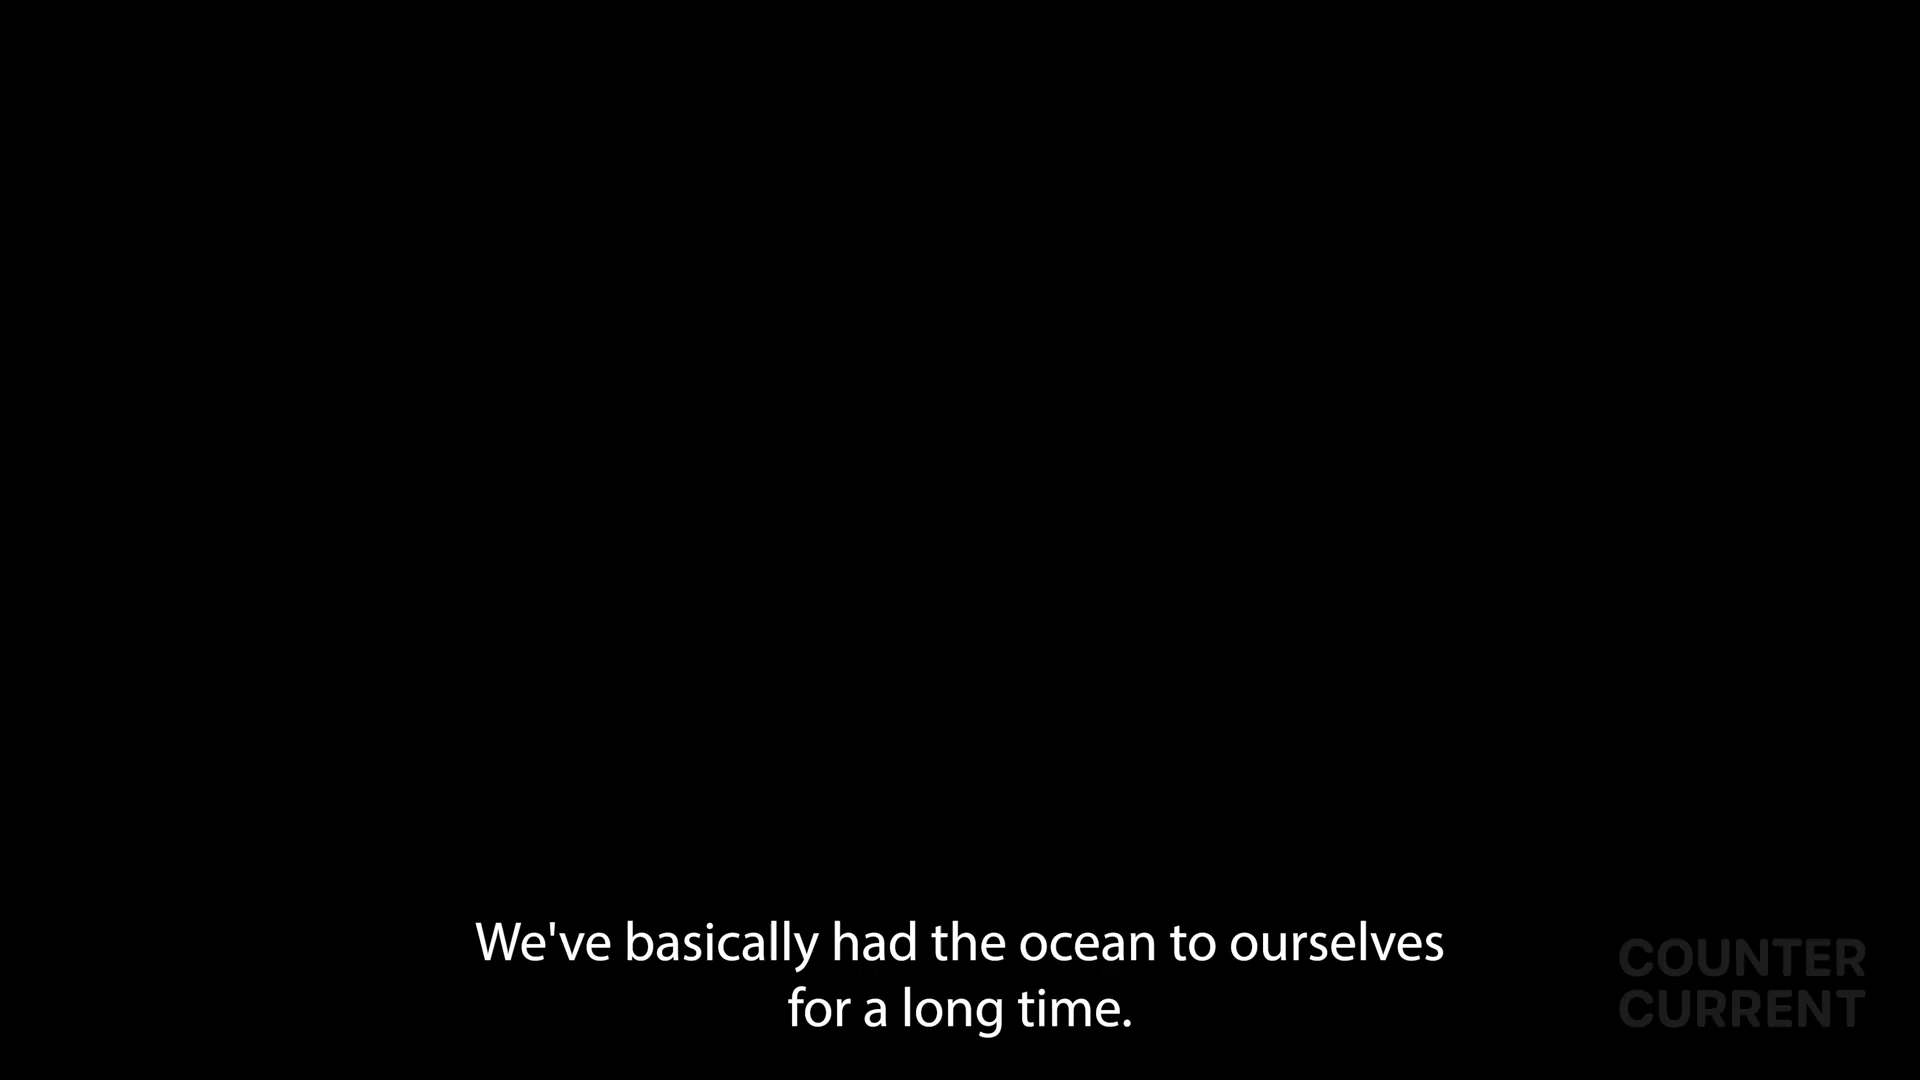 We've basically had the ocean to ourselves
for a long time.
COUNTER
CURRENT